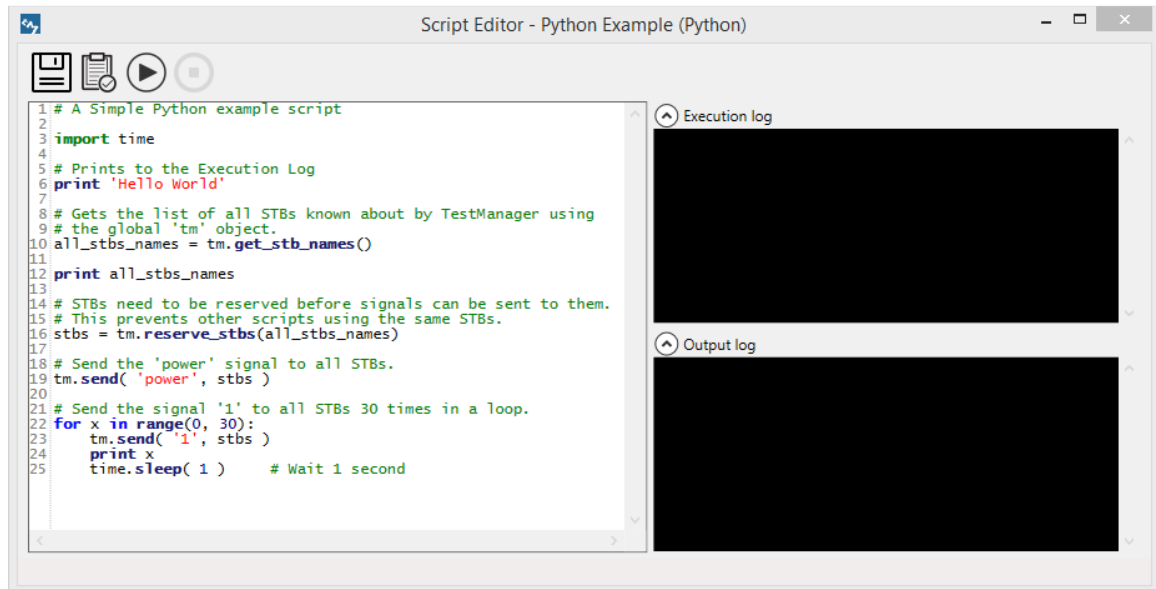 Script Editor - Python Example (Python)
1 # A Simple Python example script
2
3 import time
4
5 # Prints to the Execution Log
6 print 'Hello World'
7
8 # Gets the list of all STBs known about by TestManager using
9 # the global 'tm' object.
10 all_stbs_names = tm.get_stb_names()
11
12 print all_stbs_names
13
14 # STBs need to be reserved before signals can be sent to them.
15 # This prevents other scripts using the same STBs.
16 stbs = tm.reserve_stbs(all_stbs_names)
17
18 # Send the 'power' signal to all STBs.
19 tm.send( 'power', stbs )
20
21 # Send the signal '1' to all STBs 30 times in a loop.
22 for x in range(0, 30):
23     tm.send( '1', stbs )
24     print x
25     time.sleep( 1 )     # Wait 1 second
Execution log
Output log